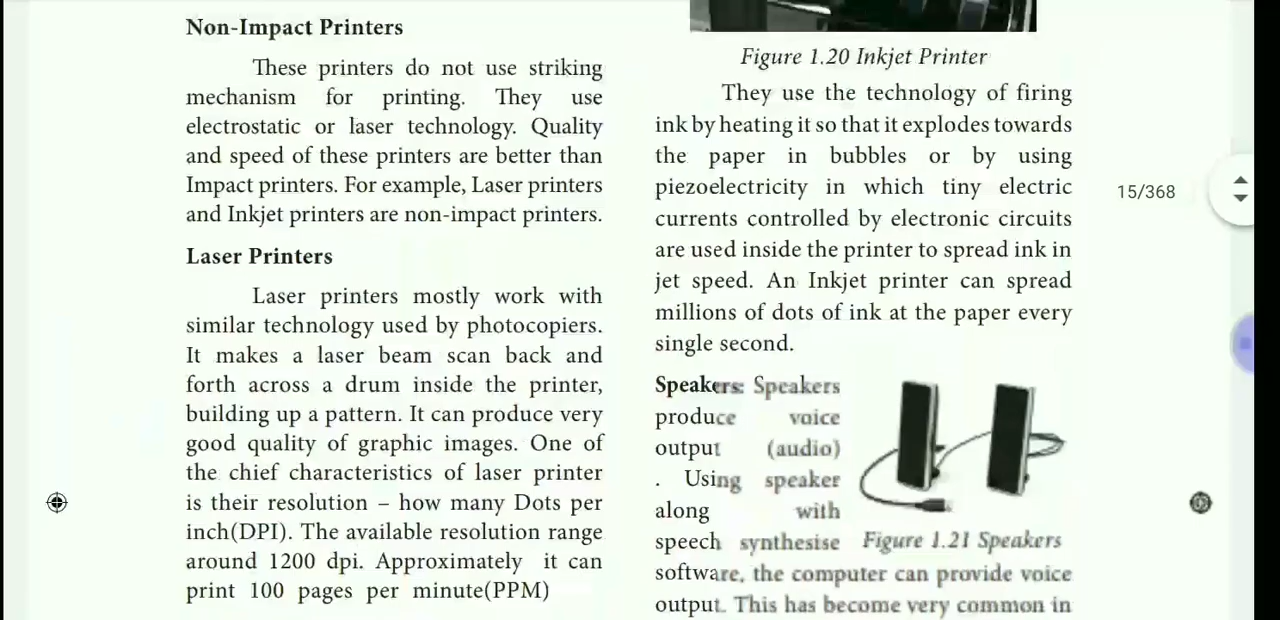 Non-Impact Printers
These printers do not use striking
mechanism for printing. They use
electrostatic or laser technology. Quality
and speed of these printers are better than
Impact printers. For example, Laser printers
and Inkjet printers are non-impact printers.
Laser Printers
Laser printers mostly work with
similar technology used by photocopiers.
It makes a laser beam scan back and
forth across a drum inside the printer,
building up a pattern. It can produce very
good quality of graphic images. One of
the chief characteristics of laser printer
is their resolution – how many Dots per
inch(DPI). The available resolution range
around 1200 dpi. Approximately it can
print 100 pages per minute(PPM)
Figure 1.20 Inkjet Printer
They use the technology of firing
ink by heating it so that it explodes towards
the paper in bubbles or by using
piezoelectricity in which tiny electric
currents controlled by electronic circuits
are used inside the printer to spread ink in
jet speed. An Inkjet printer can spread
millions of dots of ink at the paper every
single second.
Speakers: Speakers
produce voice
output (audio)
. Using speaker
along with
speech synthesise
software, the computer can provide voice
output. This has become very common in
Figure 1.21 Speakers
15/368